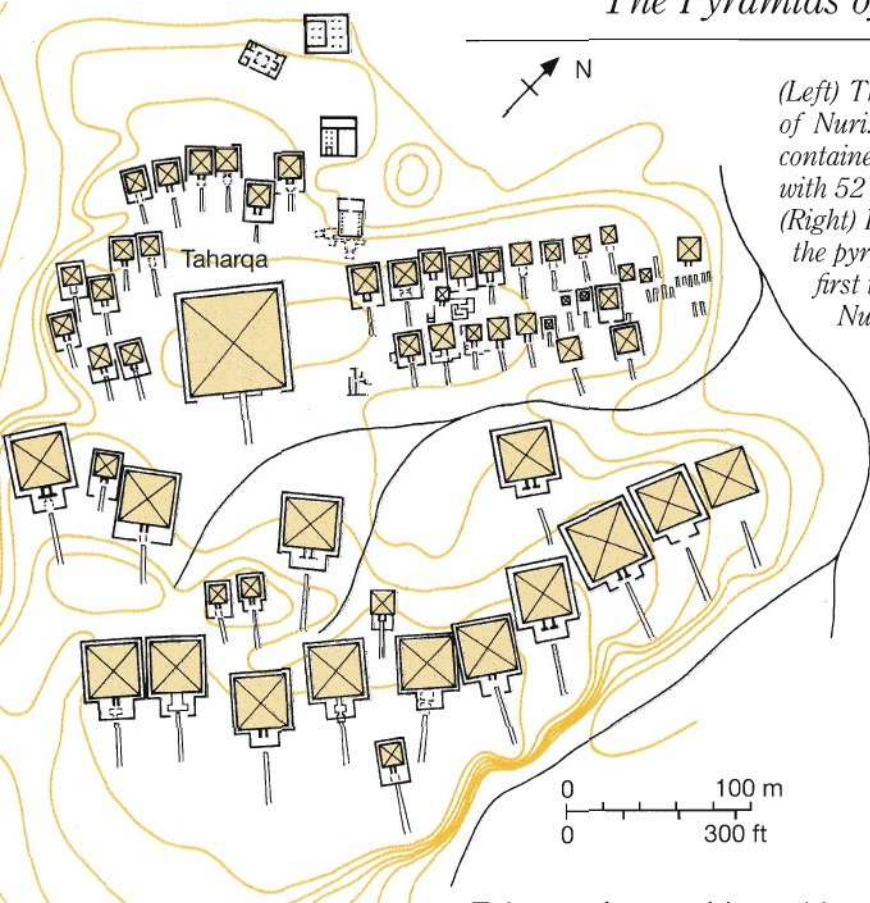 The Pyramids of
N
(Left) Th
of Nuri.
containe
with 52
(Right)
the pyr
first
Nu
Taharqa
0 100 m
0 300 ft